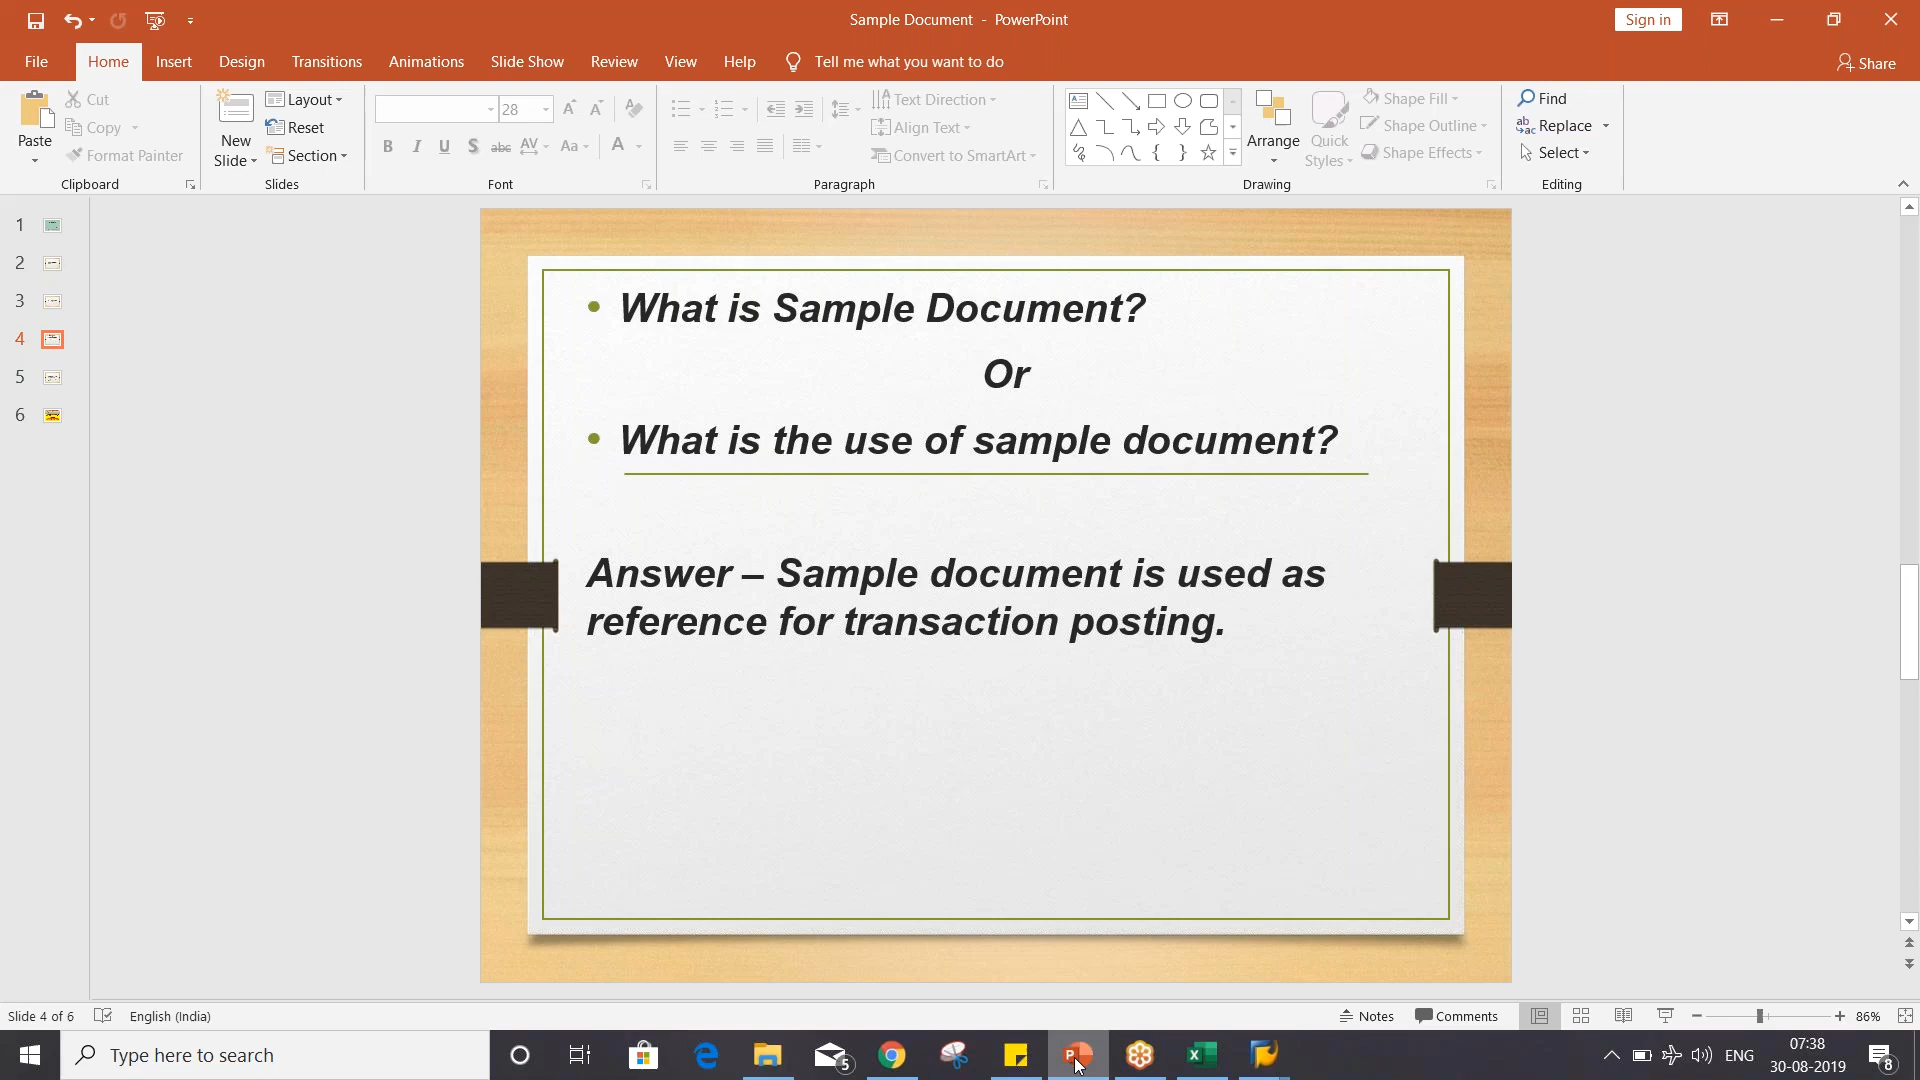 Sample Document - PowerPoint
Sign in
File Home Insert Design Transitions Animations Slide Show Review View Help Tell me what you want to do Share
Paste
Cut
Copy
Format Painter
Clipboard
New
Slide
Layout
Reset
Section
Slides
28
B I U S abc AV Aa A
Font
Text Direction
Align Text
Convert to SmartArt
Paragraph
Arrange
Quick
Styles
Shape Fill
Shape Outline
Shape Effects
Drawing
Find
Replace
Select
Editing
1
2
3
4
5
6
• What is Sample Document?
Or
• What is the use of sample document?
Answer – Sample document is used as
reference for transaction posting.
Slide 4 of 6 English (India) Notes Comments 86%
Type here to search
5
ENG
07:38
30-08-2019
8